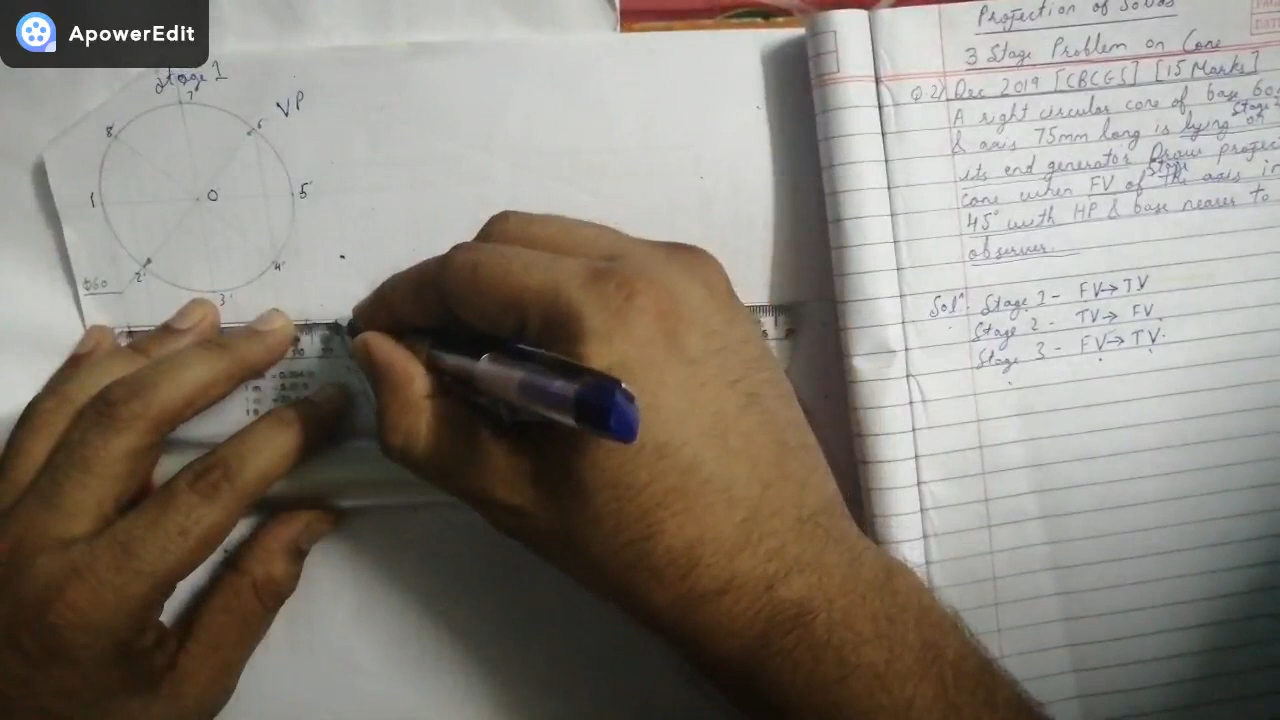 ApowerEdit
Stage 1
7'
VP
8'
6'
1'
O
5'
Φ60
2'
4'
3'
Projection of Solids
3 Stage Problem on Cone
Q.2) Dec 2019 [CBCGS] [15 Marks]
A right circular cone of base 60
Stage
& axis 75mm long is lying on
its end generator Draw projec
Stage
cone when FV of the axis in
45° with HP & base nearer to
observer.
Solⁿ. Stage 1 - FV→TV
Stage 2 - TV→ FV.
Stage 3 - FV→ TV.